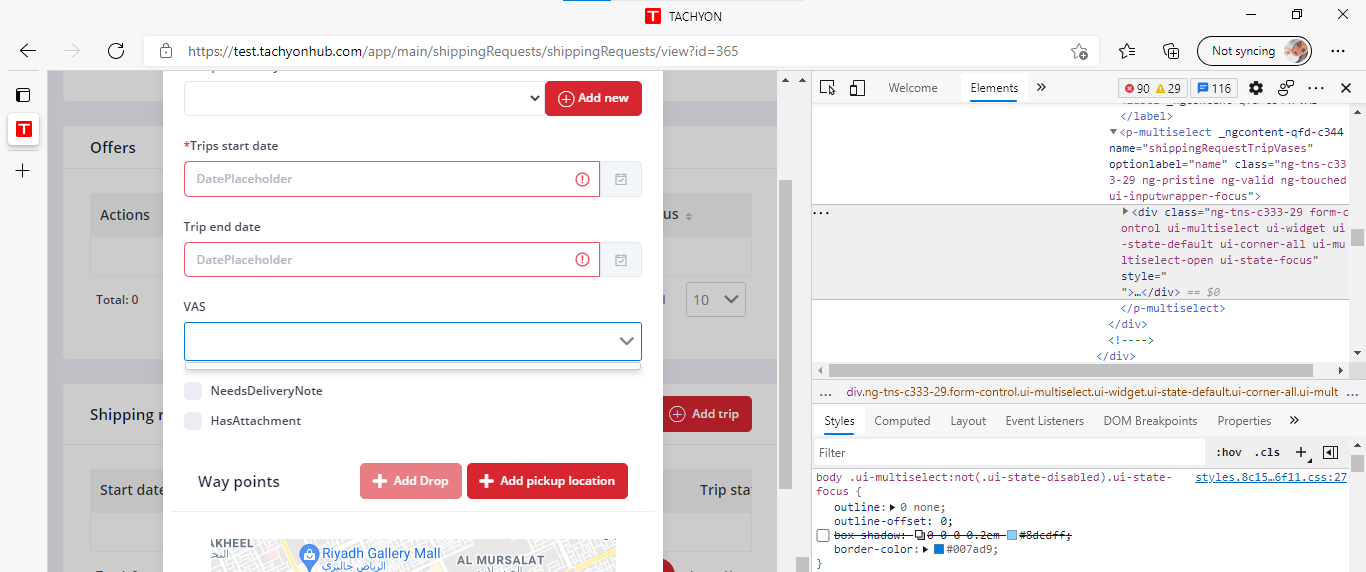 TACHYON
https://test.tachyonhub.com/app/main/shippingRequests/shippingRequests/view?id=365
Not syncing
Add new
Offers
*Trips start date
DatePlaceholder
Actions
us
Trip end date
DatePlaceholder
Total: 0
10
VAS
NeedsDeliveryNote
HasAttachment
Shipping r
Add trip
Way points
Add Drop
Add pickup location
Start date
Trip sta
AKHEEL
Riyadh Gallery Mall
الرياض جاليري
AL MURSALAT
Welcome
Elements
90
29
116
</label>
<p-multiselect _ngcontent-qfd-c344
name="shippingRequestTripVases"
optionlabel="name" class="ng-tns-c33
3-29 ng-pristine ng-valid ng-touched
ui-inputwrapper-focus">
<div class="ng-tns-c333-29 form-c
ontrol ui-multiselect ui-widget ui
-state-default ui-corner-all ui-mu
ltiselect-open ui-state-focus"
style="
">…</div> == $0
</p-multiselect>
</div>
<!---->
</div>
... div.ng-tns-c333-29.form-control.ui-multiselect.ui-widget.ui-state-default.ui-corner-all.ui-mult ...
Styles
Computed
Layout
Event Listeners
DOM Breakpoints
Properties
Filter
:hov
.cls
body .ui-multiselect:not(.ui-state-disabled).ui-state-
focus {
styles.8c15…6f11.css:27
outline: 0 none;
outline-offset: 0;
box-shadow: 0 0 0 0.2em #8dcdff;
border-color: #007ad9;
}